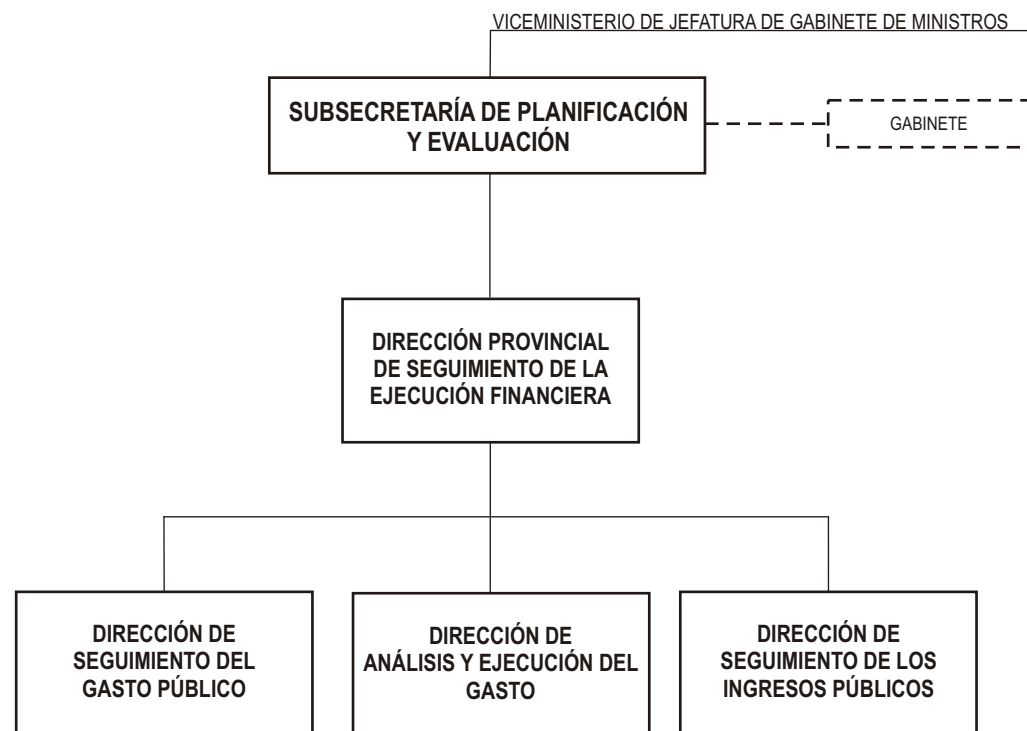 VICEMINISTERIO DE JEFATURA DE GABINETE DE MINISTROS
SUBSECRETARÍA DE PLANIFICACIÓN
Y EVALUACIÓN
GABINETE
DIRECCIÓN PROVINCIAL
DE SEGUIMIENTO DE LA
EJECUCIÓN FINANCIERA
DIRECCIÓN DE
SEGUIMIENTO DEL
GASTO PÚBLICO
DIRECCIÓN DE
ANÁLISIS Y EJECUCIÓN DEL
GASTO
DIRECCIÓN DE
SEGUIMIENTO DE LOS
INGRESOS PÚBLICOS